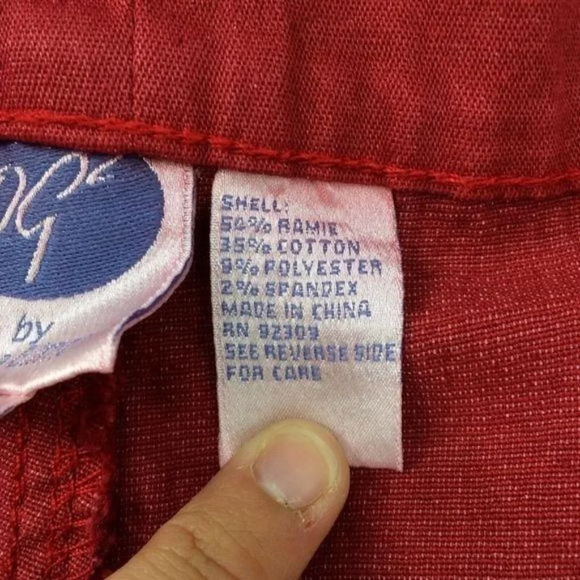 G²
by
SHELL:
54% RAMIE
35% COTTON
9% POLYESTER
2% SPANDEX
MADE IN CHINA
RN 92309
SEE REVERSE SIDE
FOR CARE